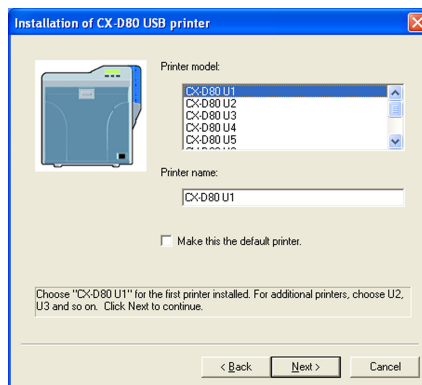 Installation of CX-D80 USB printer
Printer model:
CX-D80 U1
CX-D80 U2
CX-D80 U3
CX-D80 U4
CX-D80 U5
Printer name:
CX-D80 U1
Make this the default printer.
Choose "CX-D80 U1" for the first printer installed. For additional printers, choose U2,
U3 and so on. Click Next to continue.
< Back
Next >
Cancel